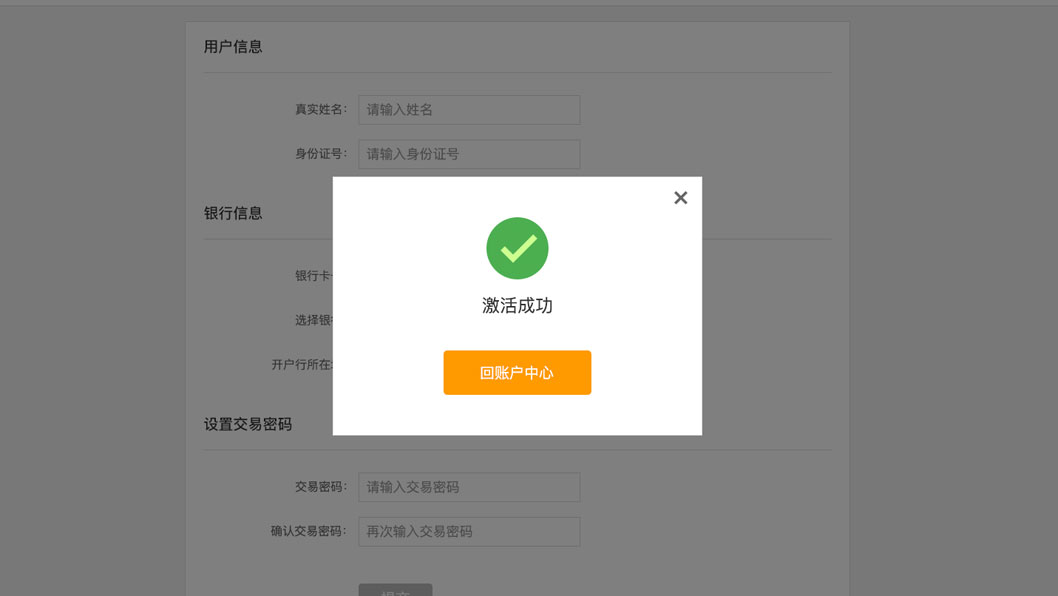 用户信息
真实姓名： 请输入姓名
身份证号： 请输入身份证号
银行信息
银行卡
选择银
开户行所在
激活成功
回账户中心
设置交易密码
交易密码： 请输入交易密码
确认交易密码： 再次输入交易密码